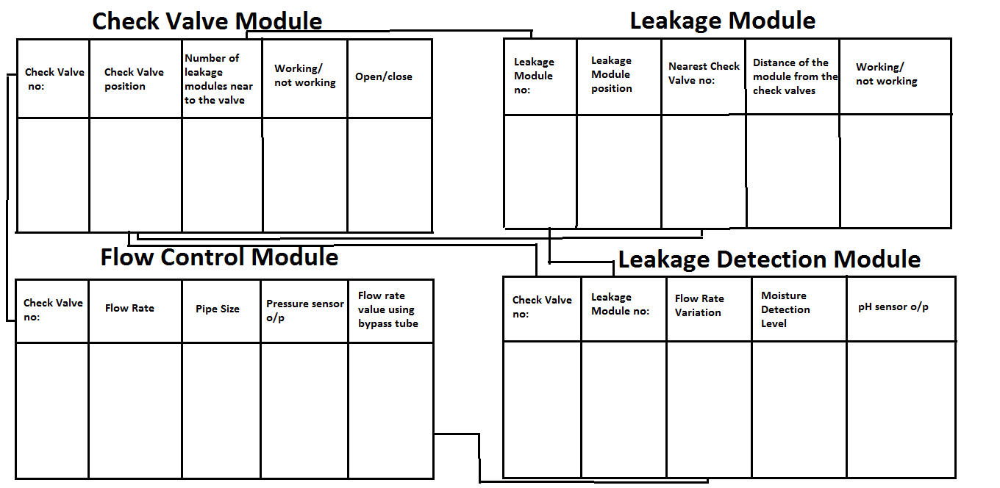 Check Valve Module
Check Valve
no:
Check Valve
position
Number of
leakage
modules near
to the valve
Working/
not working
Open/close
Leakage Module
Leakage
Module
no:
Leakage
Module
position
Nearest Check
Valve no:
Distance of the
module from the
check valves
Working/
not working
Flow Control Module
Check Valve
no:
Flow Rate
Pipe Size
Pressure sensor
o/p
Flow rate
value using
bypass tube
Leakage Detection Module
Check Valve
no:
Leakage
Module no:
Flow Rate
Variation
Moisture
Detection
Level
pH sensor o/p